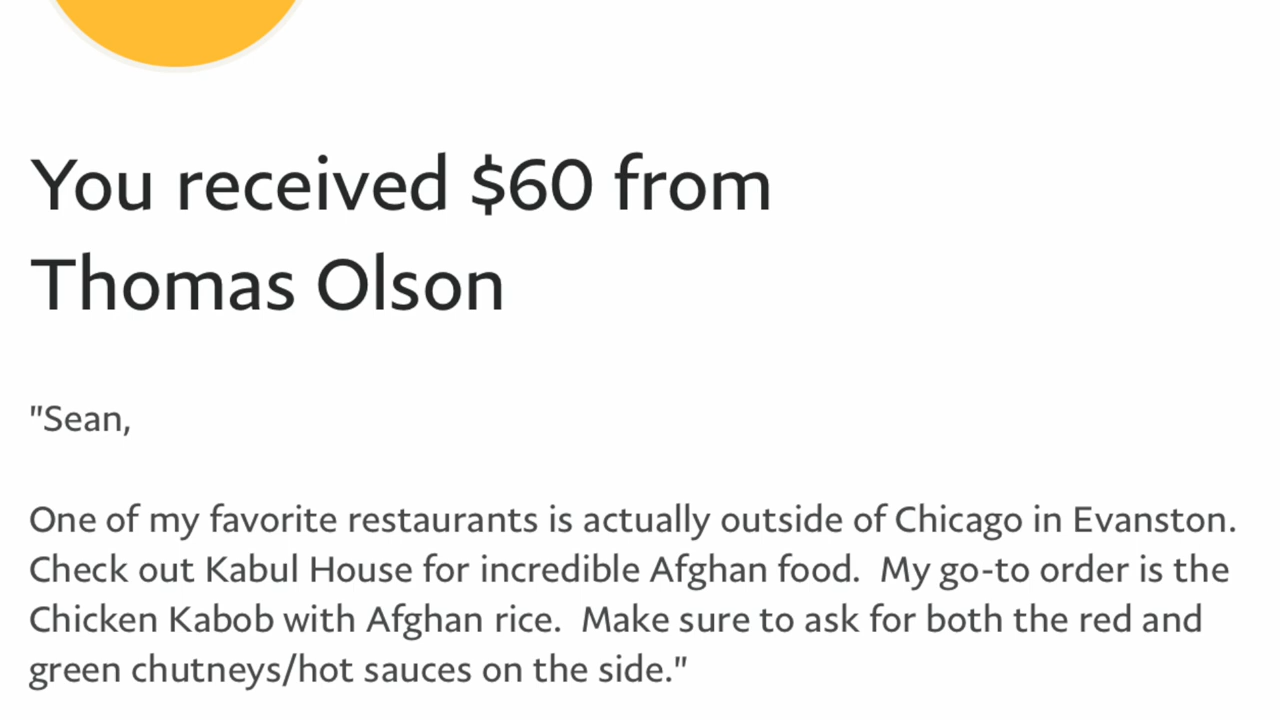 You received $60 from
Thomas Olson
"Sean,
One of my favorite restaurants is actually outside of Chicago in Evanston.
Check out Kabul House for incredible Afghan food.  My go-to order is the
Chicken Kabob with Afghan rice.  Make sure to ask for both the red and
green chutneys/hot sauces on the side."